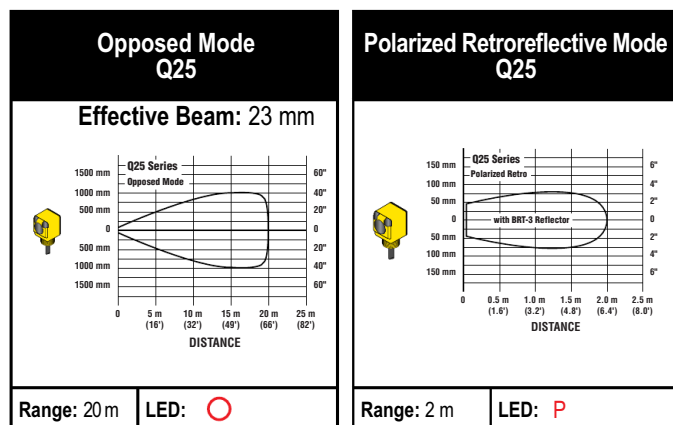 Opposed Mode
Q25
Effective Beam: 23 mm
Q25 Series
Opposed Mode
1500 mm
1000 mm
500 mm
0
500 mm
1000 mm
1500 mm
60"
40"
20"
0
20"
40"
60"
0 5 m 10 m 15 m 20 m 25 m
(16') (32') (49') (66') (82')
DISTANCE
Range: 20 m LED:
Polarized Retroreflective Mode
Q25
Q25 Series
Polarized Retro
with BRT-3 Reflector
150 mm
100 mm
50 mm
0
50 mm
100 mm
150 mm
6"
4"
2"
0
2"
4"
6"
0 0.5 m 1.0 m 1.5 m 2.0 m 2.5 m
(1.6') (3.2') (4.8') (6.4') (8.0')
DISTANCE
Range: 2 m LED: P